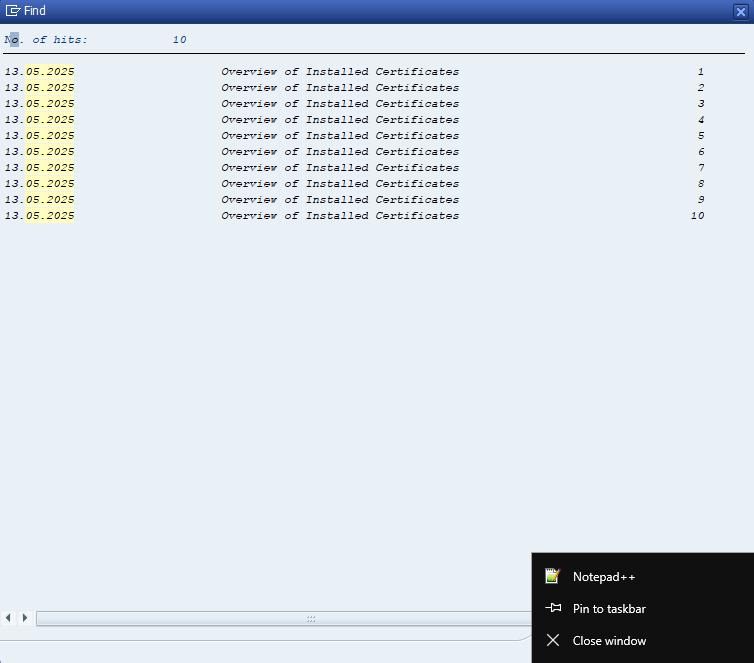 Find
No. of hits: 10
13.05.2025 Overview of Installed Certificates 1
13.05.2025 Overview of Installed Certificates 2
13.05.2025 Overview of Installed Certificates 3
13.05.2025 Overview of Installed Certificates 4
13.05.2025 Overview of Installed Certificates 5
13.05.2025 Overview of Installed Certificates 6
13.05.2025 Overview of Installed Certificates 7
13.05.2025 Overview of Installed Certificates 8
13.05.2025 Overview of Installed Certificates 9
13.05.2025 Overview of Installed Certificates 10
Notepad++
Pin to taskbar
Close window